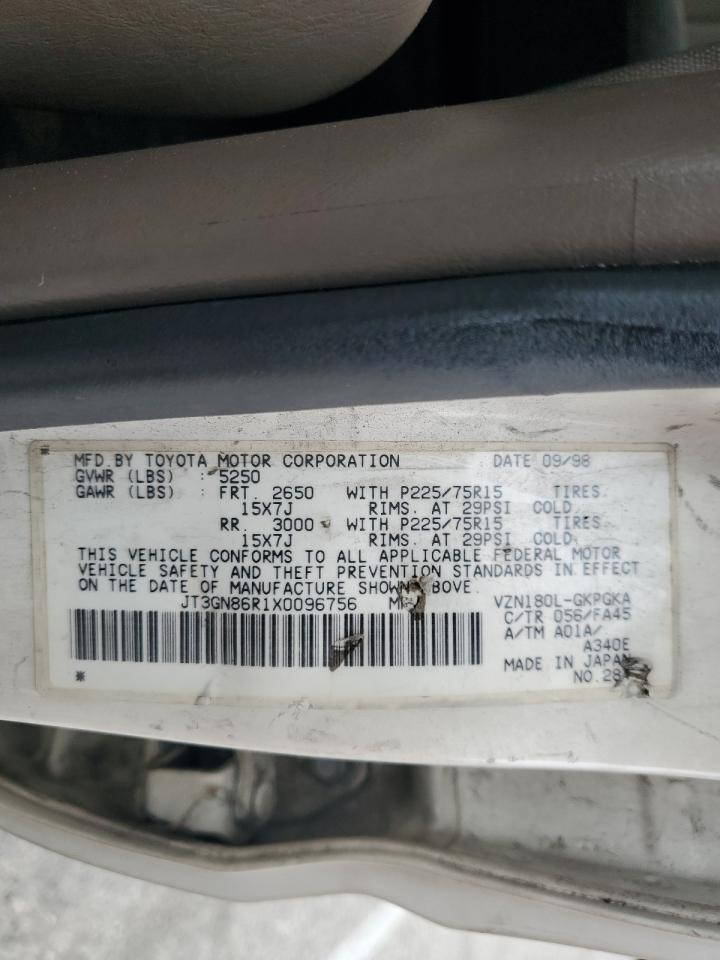 MFD.BY TOYOTA MOTOR CORPORATION DATE 09/98
GVWR (LBS) : 5250
GAWR (LBS) : FRT. 2650 WITH P225/75R15 TIRES.
15X7J RIMS. AT 29PSI COLD.
RR. 3000 WITH P225/75R15 TIRES.
15X7J RIMS. AT 29PSI COLD.
THIS VEHICLE CONFORMS TO ALL APPLICABLE FEDERAL MOTOR
VEHICLE SAFETY AND THEFT PREVENTION STANDARDS IN EFFECT
ON THE DATE OF MANUFACTURE SHOWN ABOVE.
JT3GN86R1X0096756 VZN180L-GKPGKA
C/TR 056/FA45
A/TM A01A/
A340E
MADE IN JAPAN